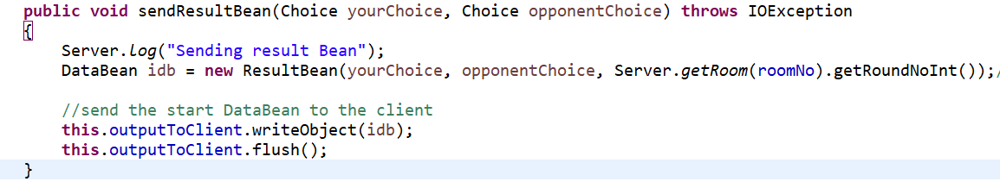 public void sendResultBean(Choice yourChoice, Choice opponentChoice) throws IOException
{
    Server.log("Sending result Bean");
    DataBean idb = new ResultBean(yourChoice, opponentChoice, Server.getRoom(roomNo).getRoundNoInt());/

    //send the start DataBean to the client
    this.outputToClient.writeObject(idb);
    this.outputToClient.flush();
}